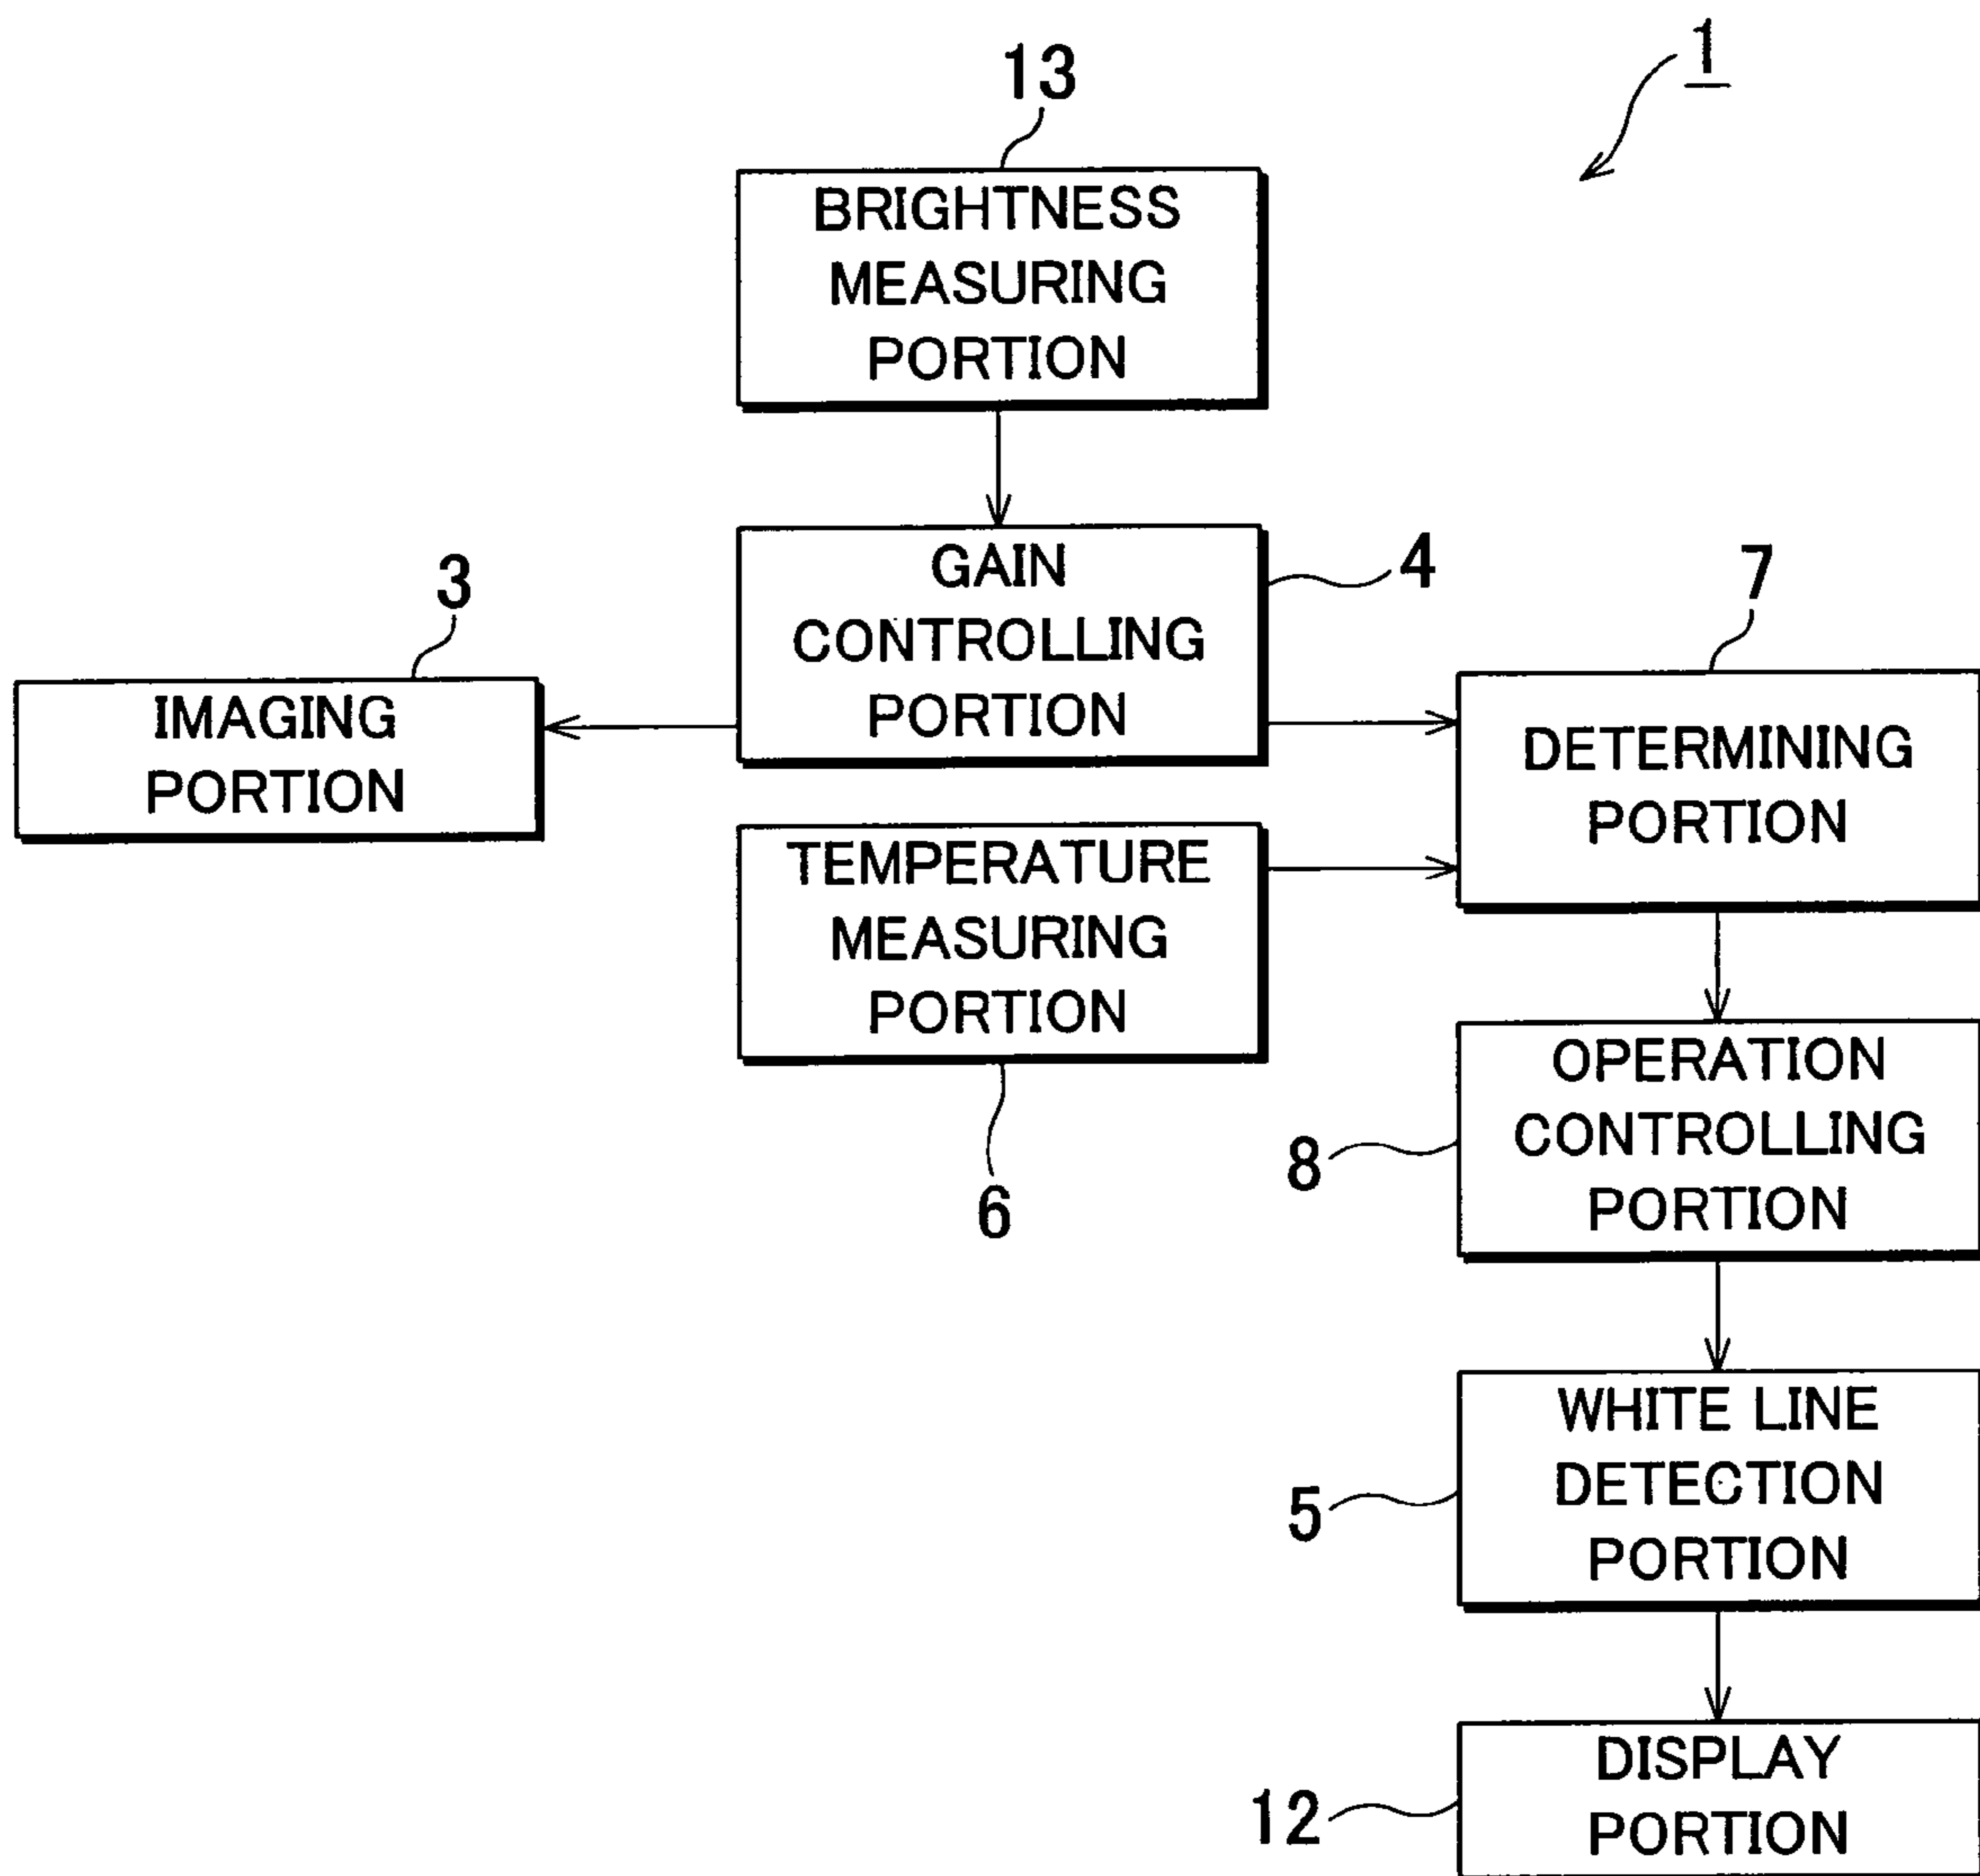 1
13
BRIGHTNESS
MEASURING
PORTION
GAIN
CONTROLLING
PORTION
4
3
IMAGING
PORTION
7
DETERMINING
PORTION
TEMPERATURE
MEASURING
PORTION
6
OPERATION
CONTROLLING
PORTION
8
WHITE LINE
DETECTION
PORTION
5
DISPLAY
PORTION
12